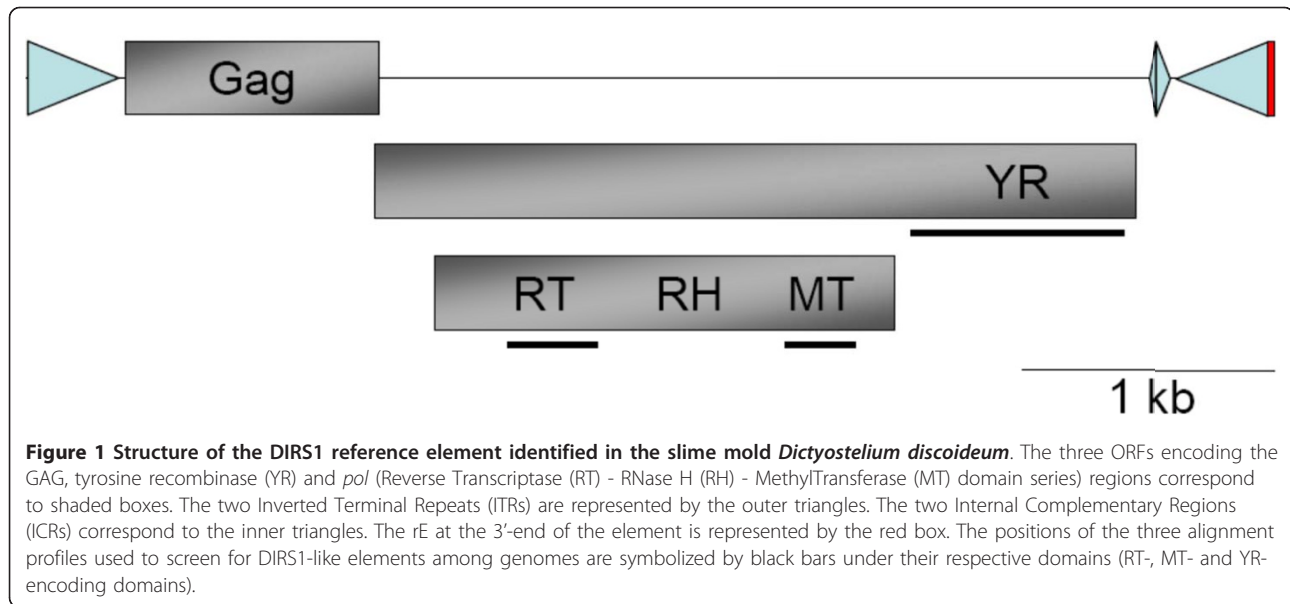 Gag
YR
RT RH MT
1 kb
Figure 1 Structure of the DIRS1 reference element identified in the slime mold Dictyostelium discoideum. The three ORFs encoding the
GAG, tyrosine recombinase (YR) and pol (Reverse Transcriptase (RT) - RNase H (RH) - MethylTransferase (MT) domain series) regions correspond
to shaded boxes. The two Inverted Terminal Repeats (ITRs) are represented by the outer triangles. The two Internal Complementary Regions
(ICRs) correspond to the inner triangles. The rE at the 3'-end of the element is represented by the red box. The positions of the three alignment
profiles used to screen for DIRS1-like elements among genomes are symbolized by black bars under their respective domains (RT-, MT- and YR-
encoding domains).